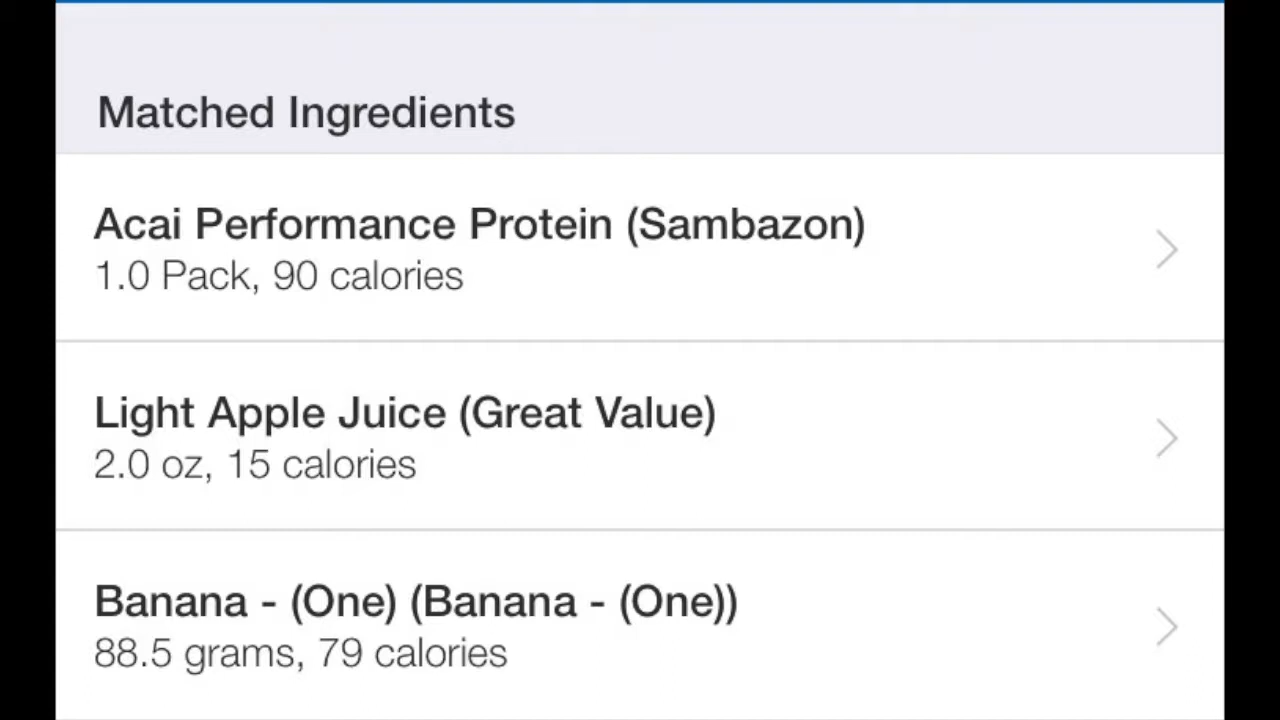 Matched Ingredients
Acai Performance Protein (Sambazon)
1.0 Pack, 90 calories
Light Apple Juice (Great Value)
2.0 oz, 15 calories
Banana - (One) (Banana - (One))
88.5 grams, 79 calories